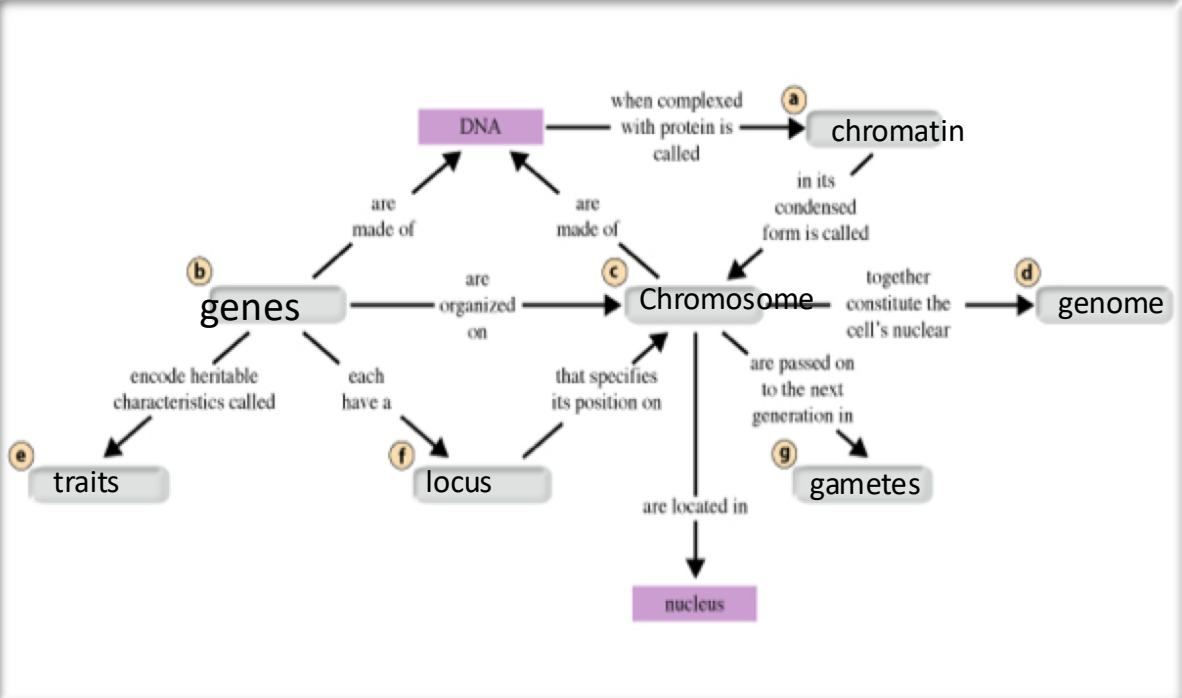 when complexed
with protein is
called
a
DNA
chromatin
in its
condensed
form is called
are
made of
are
made of
b
genes
are
organized
on
c
Chromosome
together
constitute the
cell's nuclear
d
genome
encode heritable
characteristics called
each
have a
that specifies
its position on
are passed on
to the next
generation in
e
traits
f
locus
g
gametes
are located in
nucleus